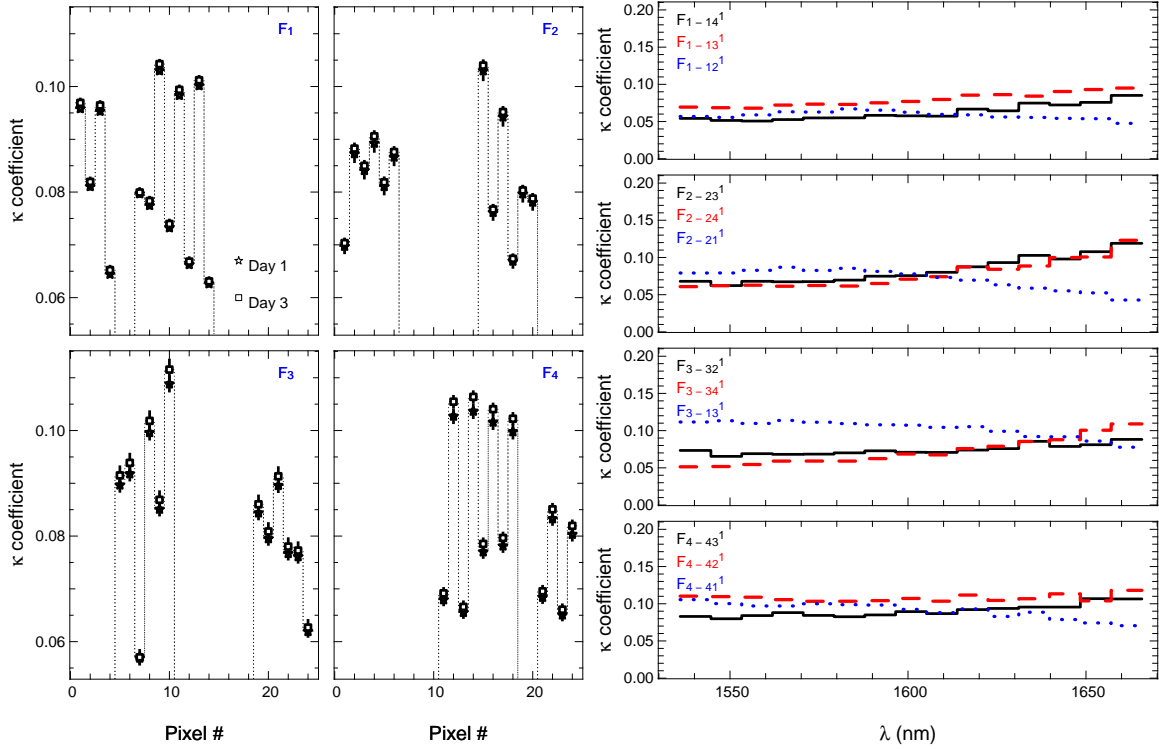 F1
F2
κ coefficient
0.10
0.08
0.06
☆ Day 1
□ Day 3
F3
F4
κ coefficient
0.10
0.08
0.06
0 10 20
0 10 20
Pixel #
Pixel #
F1 – 14¹
F1 – 13¹
F1 – 12¹
κ coefficient
0.20
0.15
0.10
0.05
0.00
F2 – 23¹
F2 – 24¹
F2 – 21¹
κ coefficient
0.20
0.15
0.10
0.05
0.00
F3 – 32¹
F3 – 34¹
F3 – 13¹
κ coefficient
0.20
0.15
0.10
0.05
0.00
F4 – 43¹
F4 – 42¹
F4 – 41¹
κ coefficient
0.20
0.15
0.10
0.05
0.00
1550 1600 1650
λ (nm)